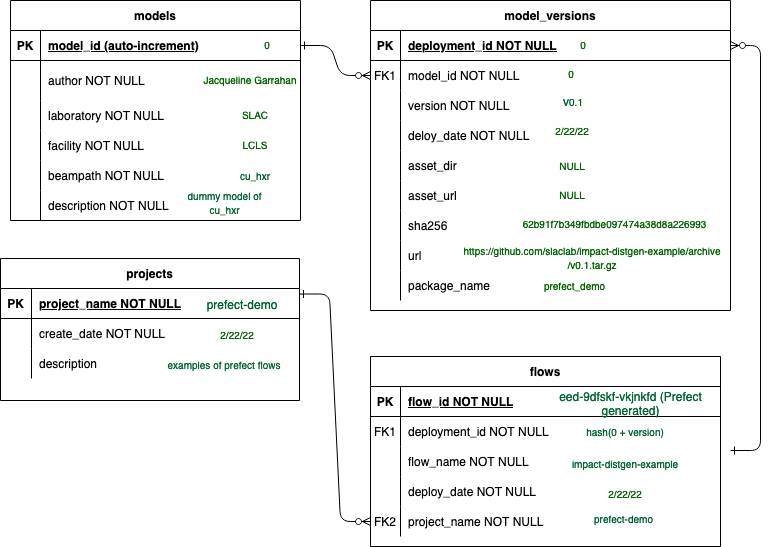 models
PK model_id (auto-increment) 0
author NOT NULL Jacqueline Garrahan
laboratory NOT NULL SLAC
facility NOT NULL LCLS
beampath NOT NULL cu_hxr
description NOT NULL dummy model of
cu_hxr
model_versions
PK deployment_id NOT NULL 0
FK1 model_id NOT NULL 0
version NOT NULL V0.1
deloy_date NOT NULL 2/22/22
asset_dir NULL
asset_url NULL
sha256 62b91f7b349fbdbe097474a38d8a226993
url https://github.com/slaclab/impact-distgen-example/archive
/v0.1.tar.gz
package_name prefect_demo
projects
PK project_name NOT NULL prefect-demo
create_date NOT NULL 2/22/22
description examples of prefect flows
flows
PK flow_id NOT NULL eed-9dfskf-vkjnkfd (Prefect
generated)
FK1 deployment_id NOT NULL hash(0 + version)
flow_name NOT NULL impact-distgen-example
deploy_date NOT NULL 2/22/22
FK2 project_name NOT NULL prefect-demo